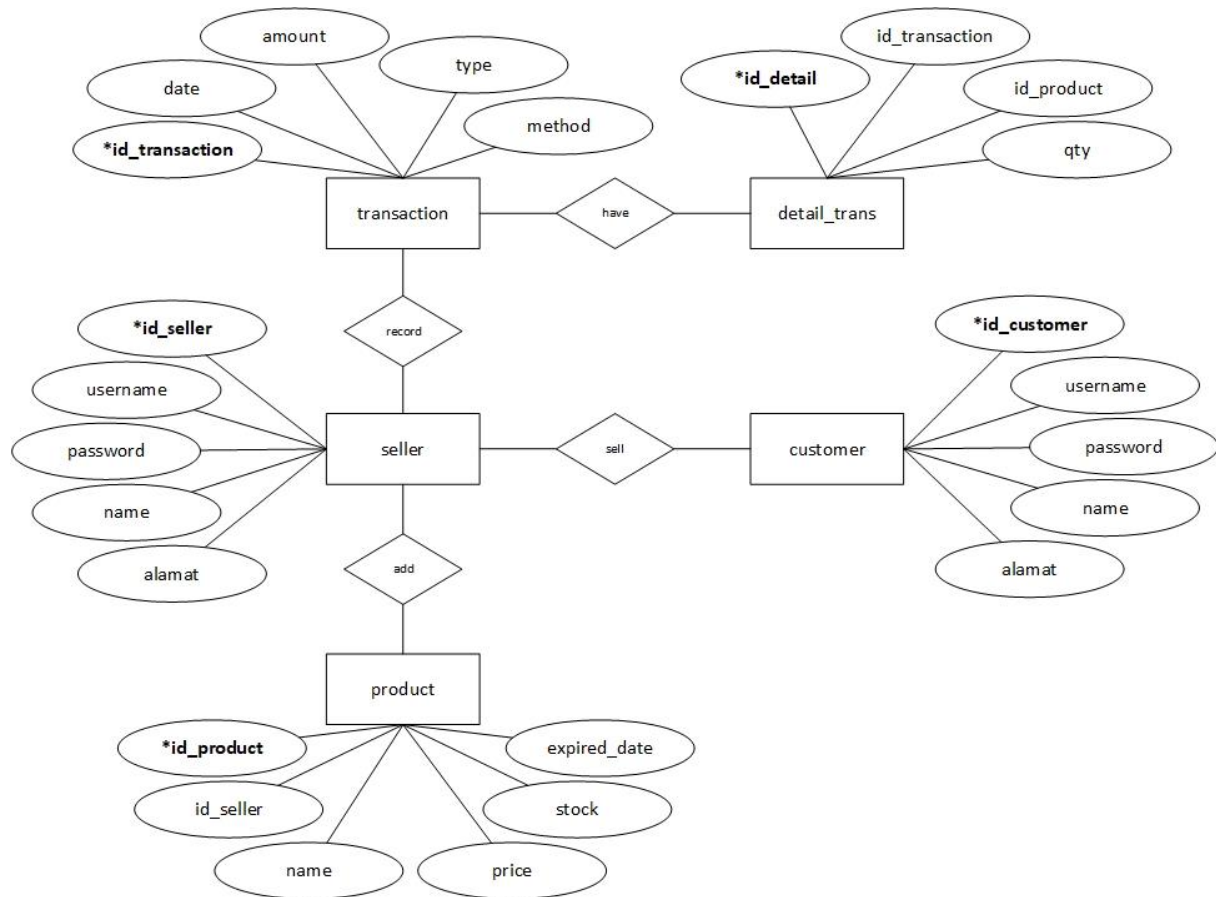 amount
id_transaction
type
*id_detail
date
id_product
method
*id_transaction
qty
transaction
have
detail_trans
*id_seller
record
*id_customer
username
username
password
seller
sell
customer
password
name
name
alamat
add
alamat
product
*id_product
expired_date
id_seller
stock
name
price